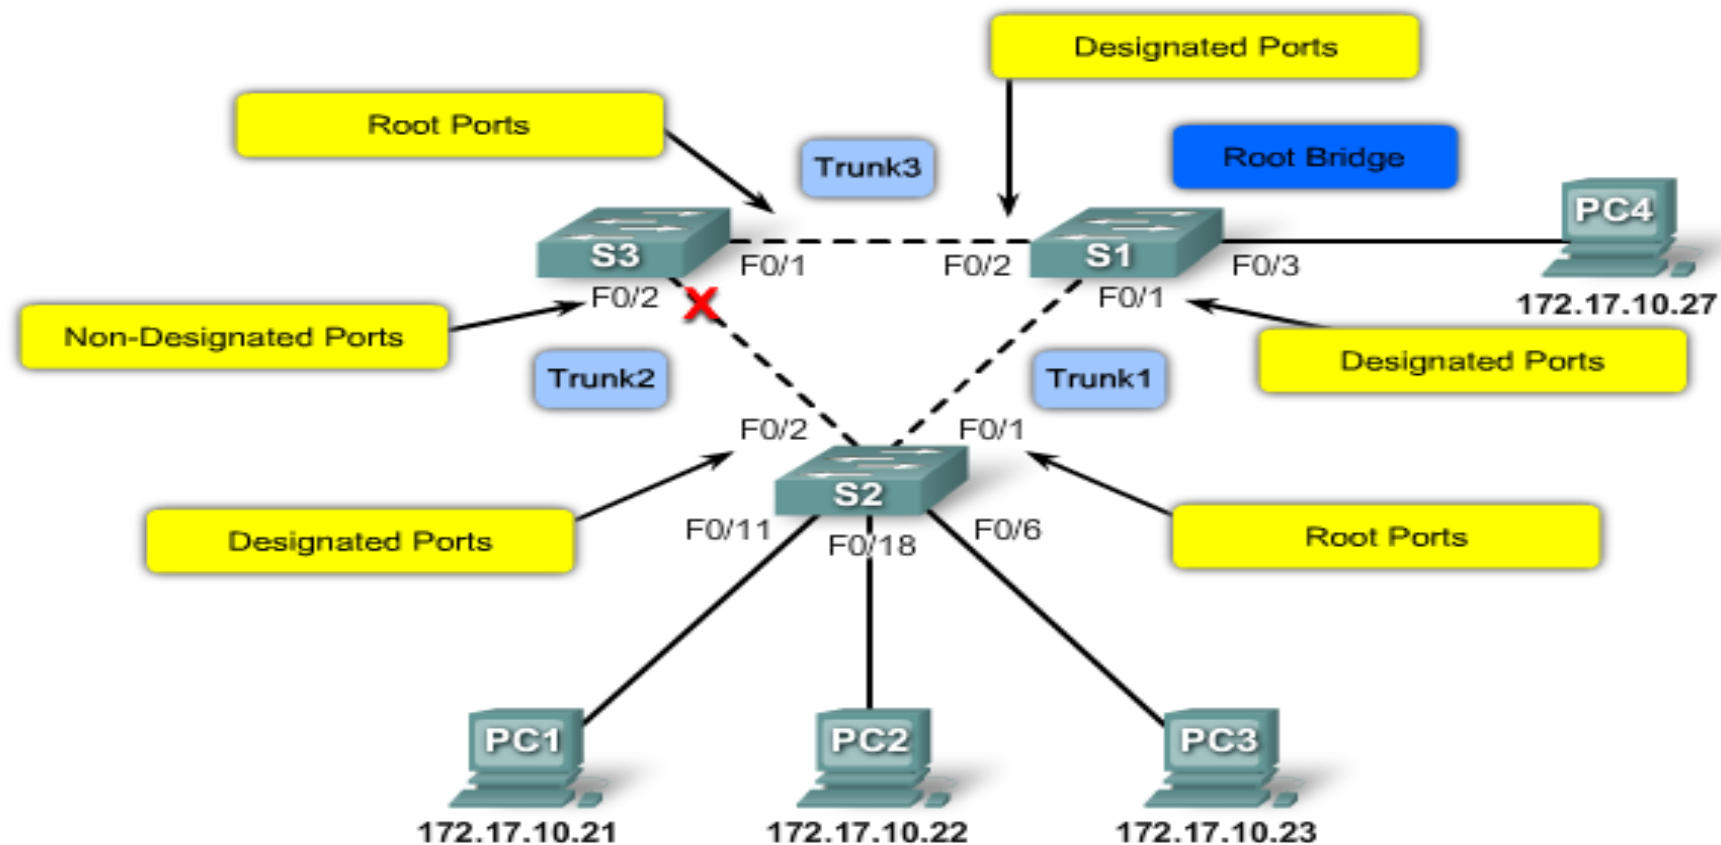 Designated Ports
Root Ports
Trunk3
Root Bridge
PC4
S3
S1
F0/1
F0/2
F0/3
F0/2
F0/1
172.17.10.27
Non-Designated Ports
Designated Ports
Trunk2
Trunk1
F0/2
F0/1
S2
Designated Ports
F0/11
F0/18
F0/6
Root Ports
PC1
PC2
PC3
172.17.10.21
172.17.10.22
172.17.10.23